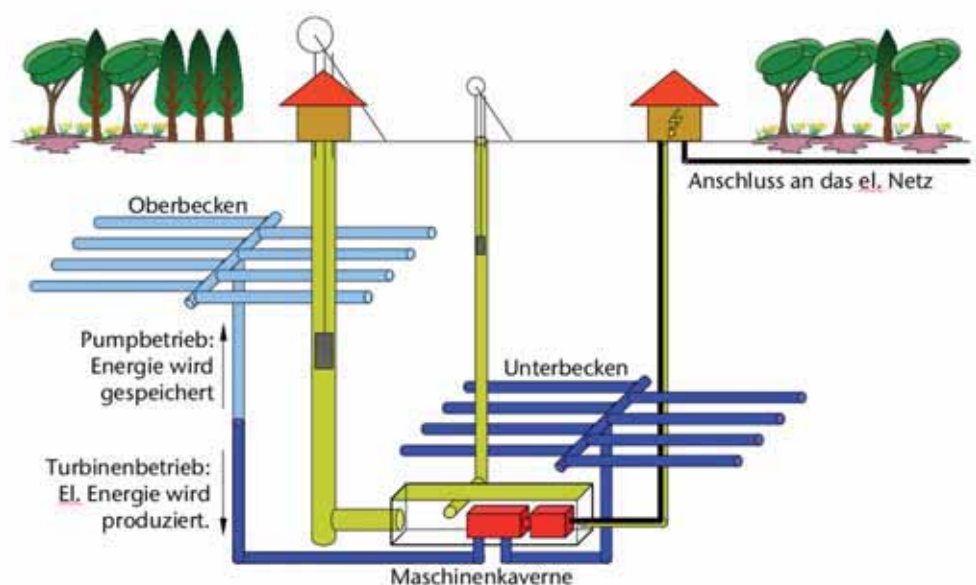 Anschluss an das el. Netz
Oberbecken
Pumpbetrieb:
Energie wird
gespeichert
Unterbecken
Turbinenbetrieb:
El. Energie wird
produziert.
Maschinenkaverne